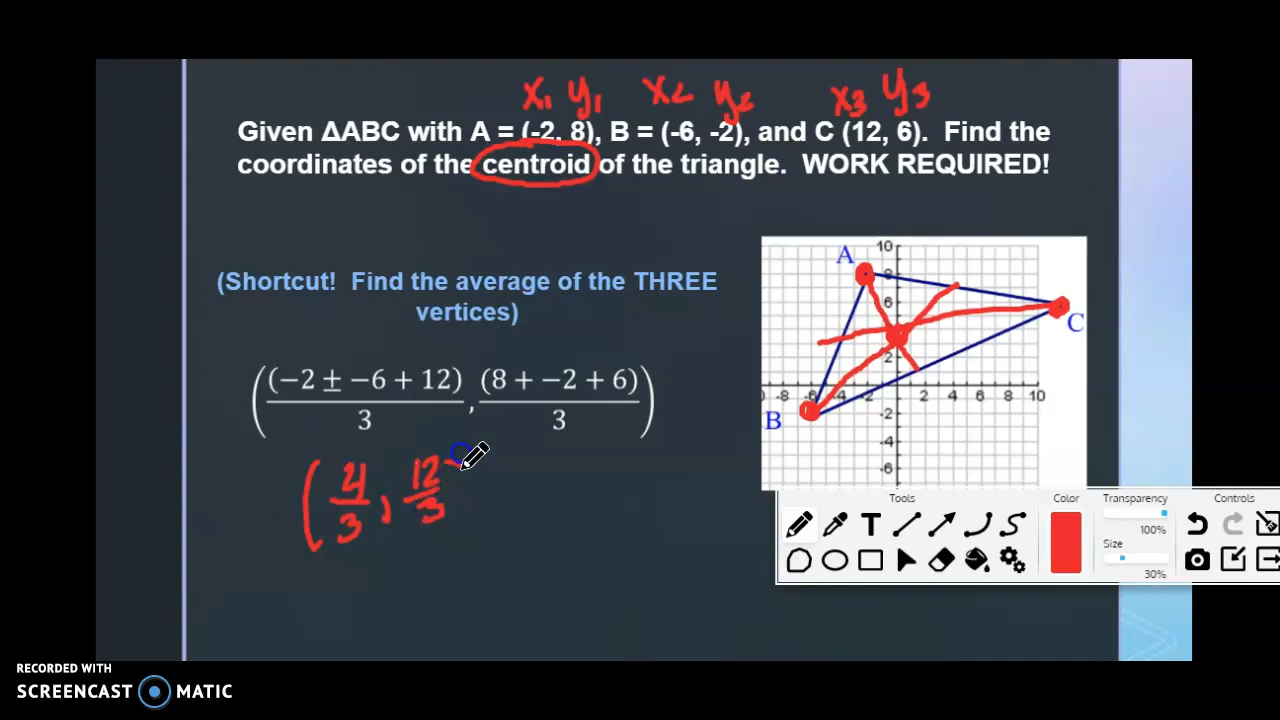 x1 y1 x2 y2 x3 y3
Given ΔABC with A = (-2, 8), B = (-6, -2), and C (12, 6). Find the
coordinates of the centroid of the triangle. WORK REQUIRED!
(Shortcut! Find the average of the THREE
vertices)
((−2 ± −6 + 12)/3, (8 + −2 + 6)/3)
(4/3, 12/3
A
10
8
6
2
C
-8 -6 -2 2 4 6 8 10
B
-2
-4
-6
Tools Color Transparency Controls
T 100%
Size
30%
RECORDED WITH
SCREENCAST MATIC